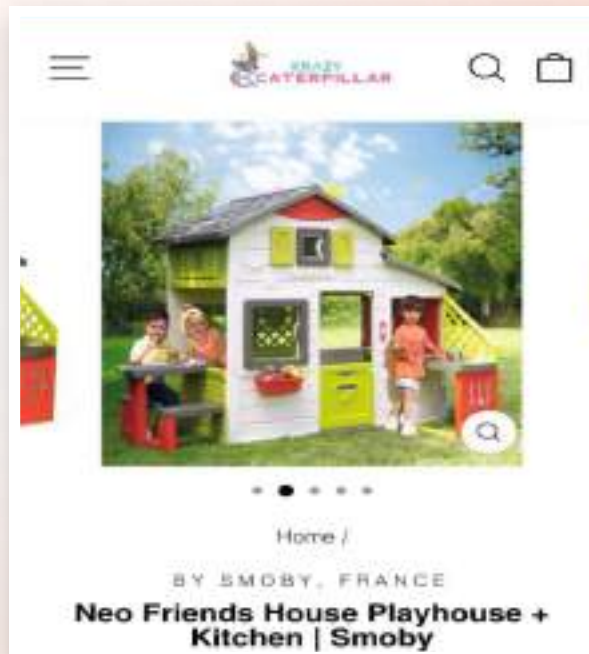 KRAZY
CATERPILLAR
Home /
BY SMOBY, FRANCE
Neo Friends House Playhouse +
Kitchen | Smoby